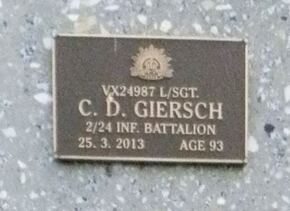 VX24987 L/SGT.
C. D. GIERSCH
2/24 INF. BATTALION
25. 3. 2013 AGE 93